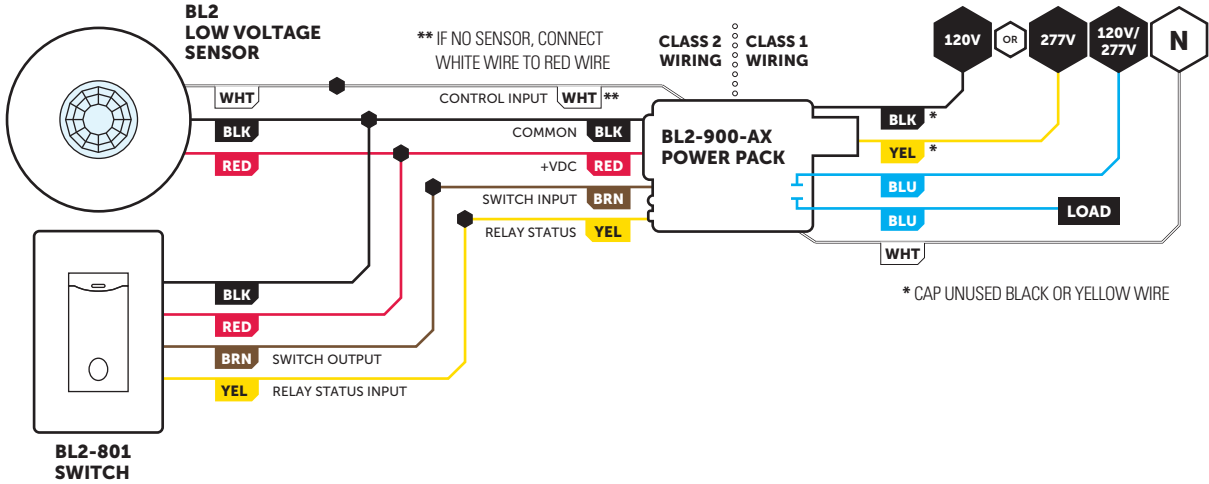 BL2
LOW VOLTAGE
SENSOR
** IF NO SENSOR, CONNECT
WHITE WIRE TO RED WIRE
CLASS 2
WIRING
CLASS 1
WIRING
120V
OR
277V
120V/
277V
N
WHT
CONTROL INPUT WHT **
BLK
COMMON BLK
RED
+VDC RED
SWITCH INPUT BRN
RELAY STATUS YEL
BL2-900-AX
POWER PACK
BLK *
YEL *
BLU
BLU
LOAD
WHT
* CAP UNUSED BLACK OR YELLOW WIRE
BLK
RED
BRN SWITCH OUTPUT
YEL RELAY STATUS INPUT
BL2-801
SWITCH